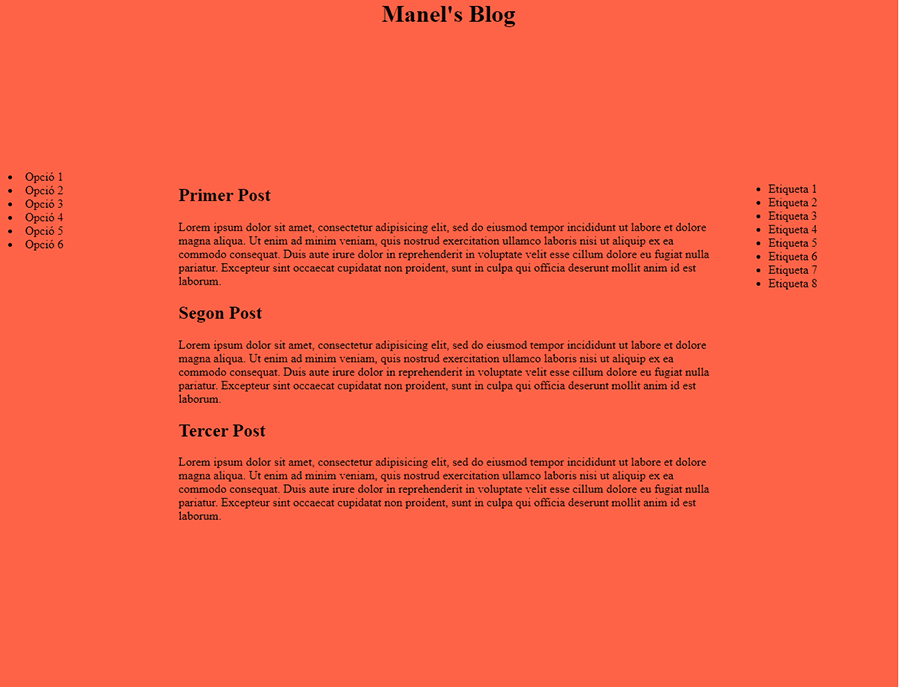 Manel's Blog
Opció 1
Opció 2
Opció 3
Opció 4
Opció 5
Opció 6
Primer Post
Lorem ipsum dolor sit amet, consectetur adipisicing elit, sed do eiusmod tempor incididunt ut labore et dolore
magna aliqua. Ut enim ad minim veniam, quis nostrud exercitation ullamco laboris nisi ut aliquip ex ea
commodo consequat. Duis aute irure dolor in reprehenderit in voluptate velit esse cillum dolore eu fugiat nulla
pariatur. Excepteur sint occaecat cupidatat non proident, sunt in culpa qui officia deserunt mollit anim id est
laborum.
Segon Post
Lorem ipsum dolor sit amet, consectetur adipisicing elit, sed do eiusmod tempor incididunt ut labore et dolore
magna aliqua. Ut enim ad minim veniam, quis nostrud exercitation ullamco laboris nisi ut aliquip ex ea
commodo consequat. Duis aute irure dolor in reprehenderit in voluptate velit esse cillum dolore eu fugiat nulla
pariatur. Excepteur sint occaecat cupidatat non proident, sunt in culpa qui officia deserunt mollit anim id est
laborum.
Tercer Post
Lorem ipsum dolor sit amet, consectetur adipisicing elit, sed do eiusmod tempor incididunt ut labore et dolore
magna aliqua. Ut enim ad minim veniam, quis nostrud exercitation ullamco laboris nisi ut aliquip ex ea
commodo consequat. Duis aute irure dolor in reprehenderit in voluptate velit esse cillum dolore eu fugiat nulla
pariatur. Excepteur sint occaecat cupidatat non proident, sunt in culpa qui officia deserunt mollit anim id est
laborum.
Etiqueta 1
Etiqueta 2
Etiqueta 3
Etiqueta 4
Etiqueta 5
Etiqueta 6
Etiqueta 7
Etiqueta 8